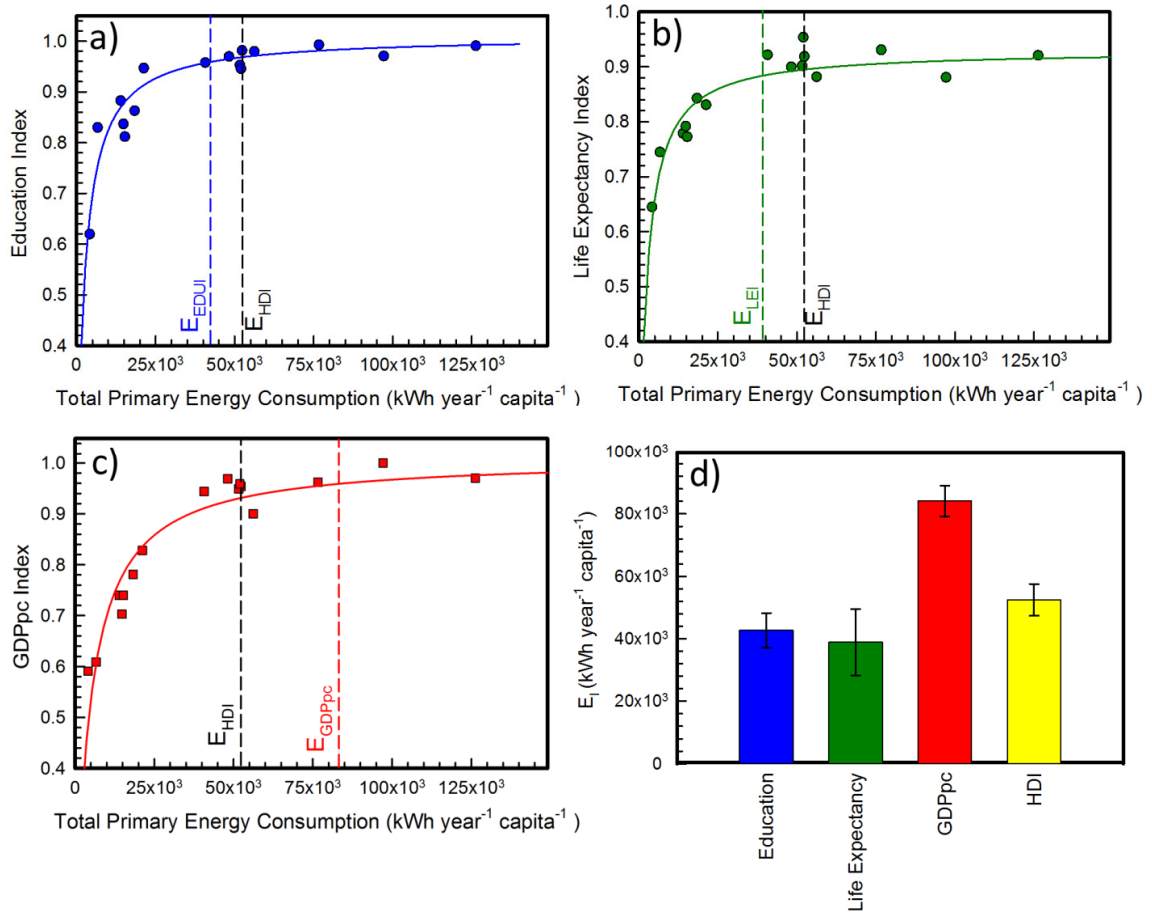 a)
1.0
0.9
0.8
0.7
0.6
0.5
0.4
Education Index
E_EDUI
E_HDI
0
25x10³
50x10³
75x10³
100x10³
125x10³
Total Primary Energy Consumption (kWh year⁻¹ capita⁻¹ )
b)
1.0
0.9
0.8
0.7
0.6
0.5
0.4
Life Expectancy Index
E_LEI
E_HDI
0
25x10³
50x10³
75x10³
100x10³
125x10³
Total Primary Energy Consumption (kWh year⁻¹ capita⁻¹ )
c)
1.0
0.9
0.8
0.7
0.6
0.5
0.4
GDPpc Index
E_HDI
E_GDPpc
0
25x10³
50x10³
75x10³
100x10³
125x10³
Total Primary Energy Consumption (kWh year⁻¹ capita⁻¹ )
d)
100x10³
80x10³
60x10³
40x10³
20x10³
0
E_I (kWh year⁻¹ capita⁻¹)
Education
Life Expectancy
GDPpc
HDI